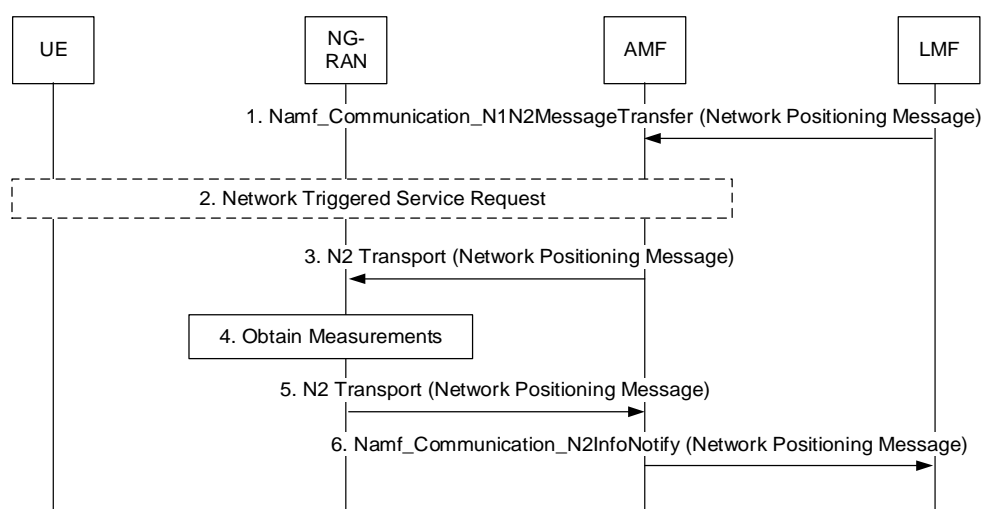 UE
NG-
RAN
AMF
LMF
1. Namf_Communication_N1N2MessageTransfer (Network Positioning Message)
2. Network Triggered Service Request
3. N2 Transport (Network Positioning Message)
4. Obtain Measurements
5. N2 Transport (Network Positioning Message)
6. Namf_Communication_N2InfoNotify (Network Positioning Message)